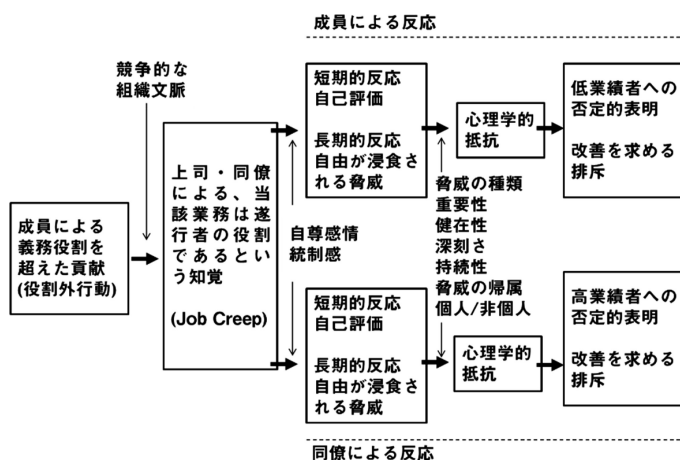 成員による反応
競争的な
組織文脈
成員による
義務役割を
超えた貢献
(役割外行動)
上司・同僚
による、当
該業務は遂
行者の役割
であるとい
う知覚
(Job Creep)
自尊感情
統制感
短期的反応
自己評価
長期的反応
自由が浸食さ
れる脅威
心理学的
抵抗
低業績者への
否定的表明
改善を求める
排斥
脅威の種類
重要性
健在性
深刻さ
持続性
脅威の帰属
個人/非個人
短期的反応
自己評価
長期的反応
自由が浸食さ
れる脅威
心理学的
抵抗
高業績者への
否定的表明
改善を求める
排斥
同僚による反応